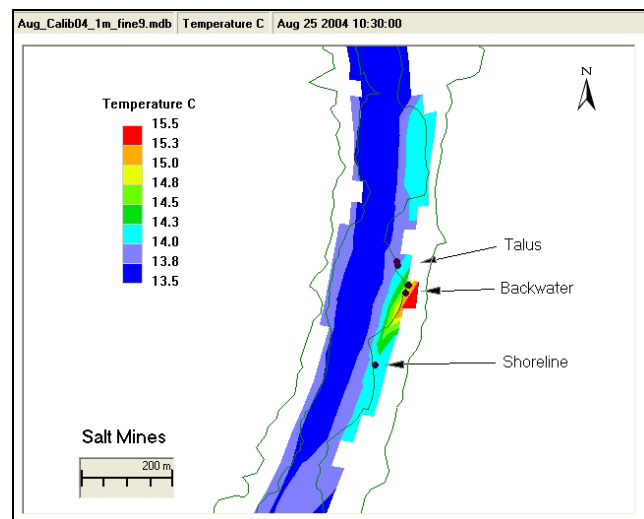 Aug_Calib04_1m_fine9.mdb Temperature C Aug 25 2004 10:30:00
N
Temperature C
15.5
15.3
15.0
14.8
14.5
14.3
14.0
13.8
13.5
Talus
Backwater
Shoreline
Salt Mines
200 m